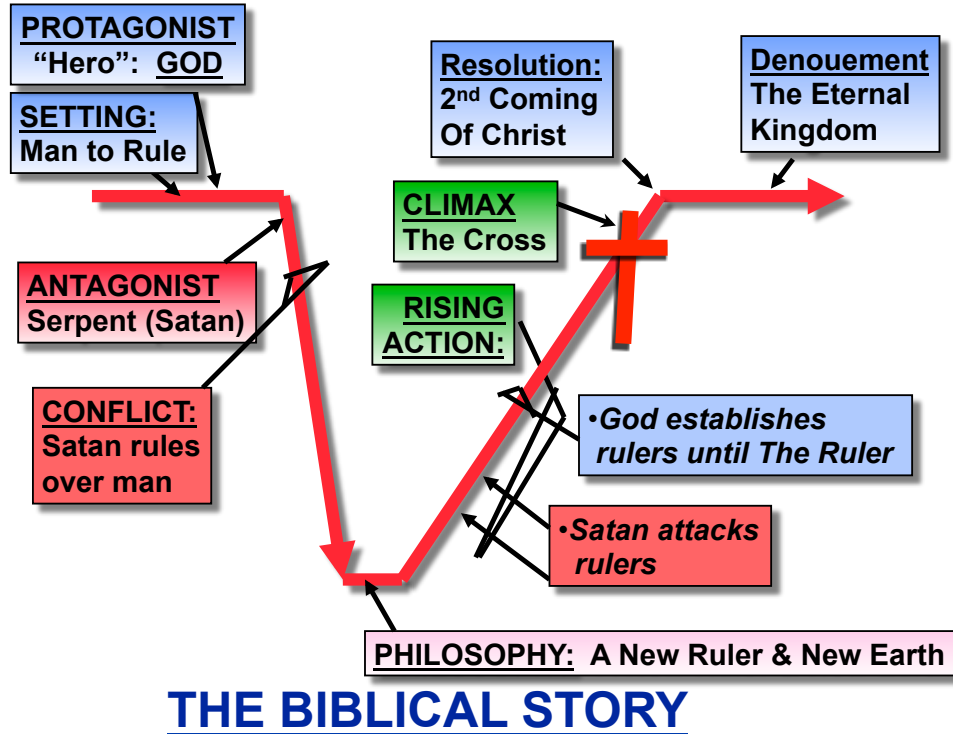 PROTAGONIST
“Hero”: GOD
SETTING:
Man to Rule
ANTAGONIST
Serpent (Satan)
CONFLICT:
Satan rules
over man
Resolution:
2nd Coming
Of Christ
Denouement
The Eternal
Kingdom
CLIMAX
The Cross
RISING
ACTION:
•God establishes
rulers until The Ruler
•Satan attacks
rulers
PHILOSOPHY: A New Ruler & New Earth
THE BIBLICAL STORY